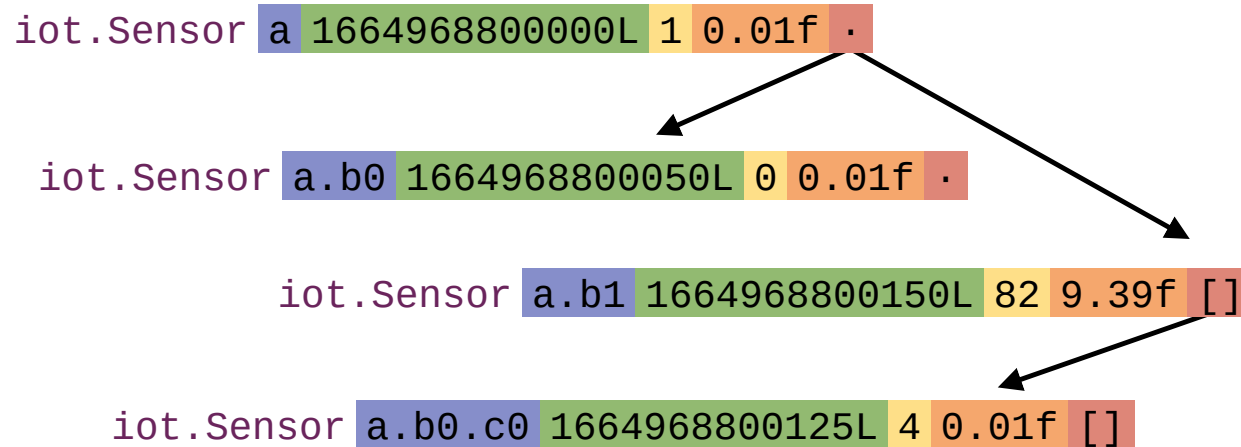 iot.Sensor a 1664968800000L 1 0.01f ·
iot.Sensor a.b0 1664968800050L 0 0.01f ·
iot.Sensor a.b1 1664968800150L 82 9.39f []
iot.Sensor a.b0.c0 1664968800125L 4 0.01f []